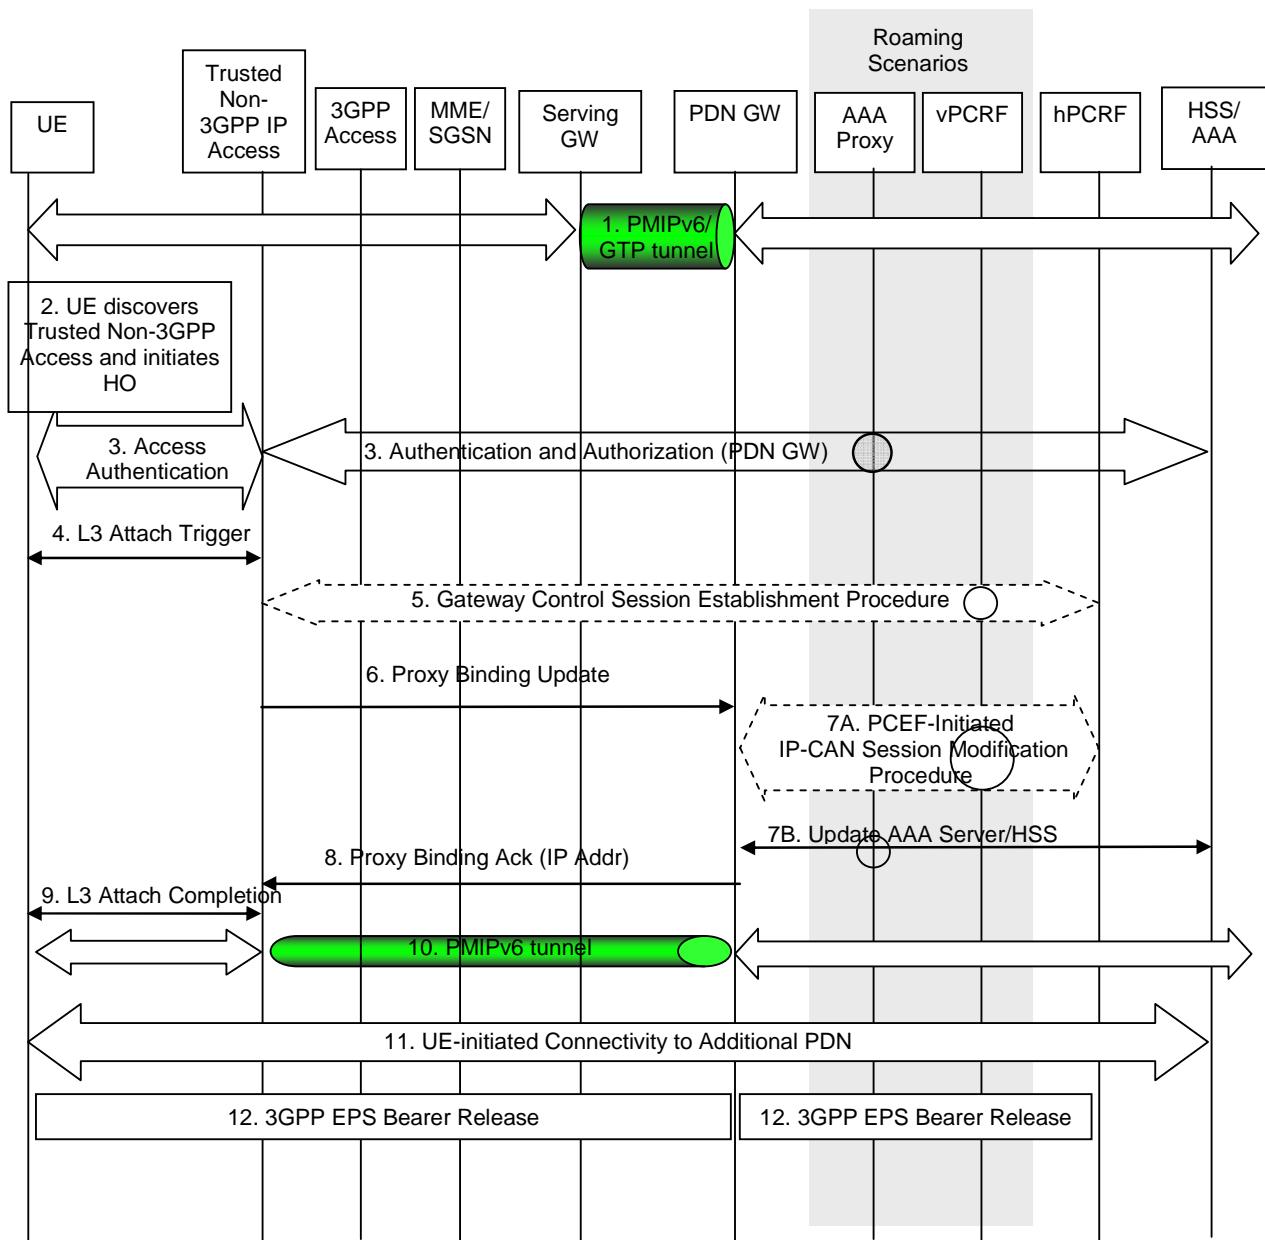 Roaming
Scenarios
UE
Trusted
Non-
3GPP IP
Access
3GPP
Access
MME/
SGSN
Serving
GW
PDN GW
AAA
Proxy
vPCRF
hPCRF
HSS/
AAA
1. PMIPv6/
GTP tunnel
2. UE discovers
Trusted Non-3GPP
Access and initiates
HO
3. Access
Authentication
3. Authentication and Authorization (PDN GW)
4. L3 Attach Trigger
5. Gateway Control Session Establishment Procedure
6. Proxy Binding Update
7A. PCEF-Initiated
IP-CAN Session Modification
Procedure
7B. Update AAA Server/HSS
8. Proxy Binding Ack (IP Addr)
9. L3 Attach Completion
10. PMIPv6 tunnel
11. UE-initiated Connectivity to Additional PDN
12. 3GPP EPS Bearer Release
12. 3GPP EPS Bearer Release